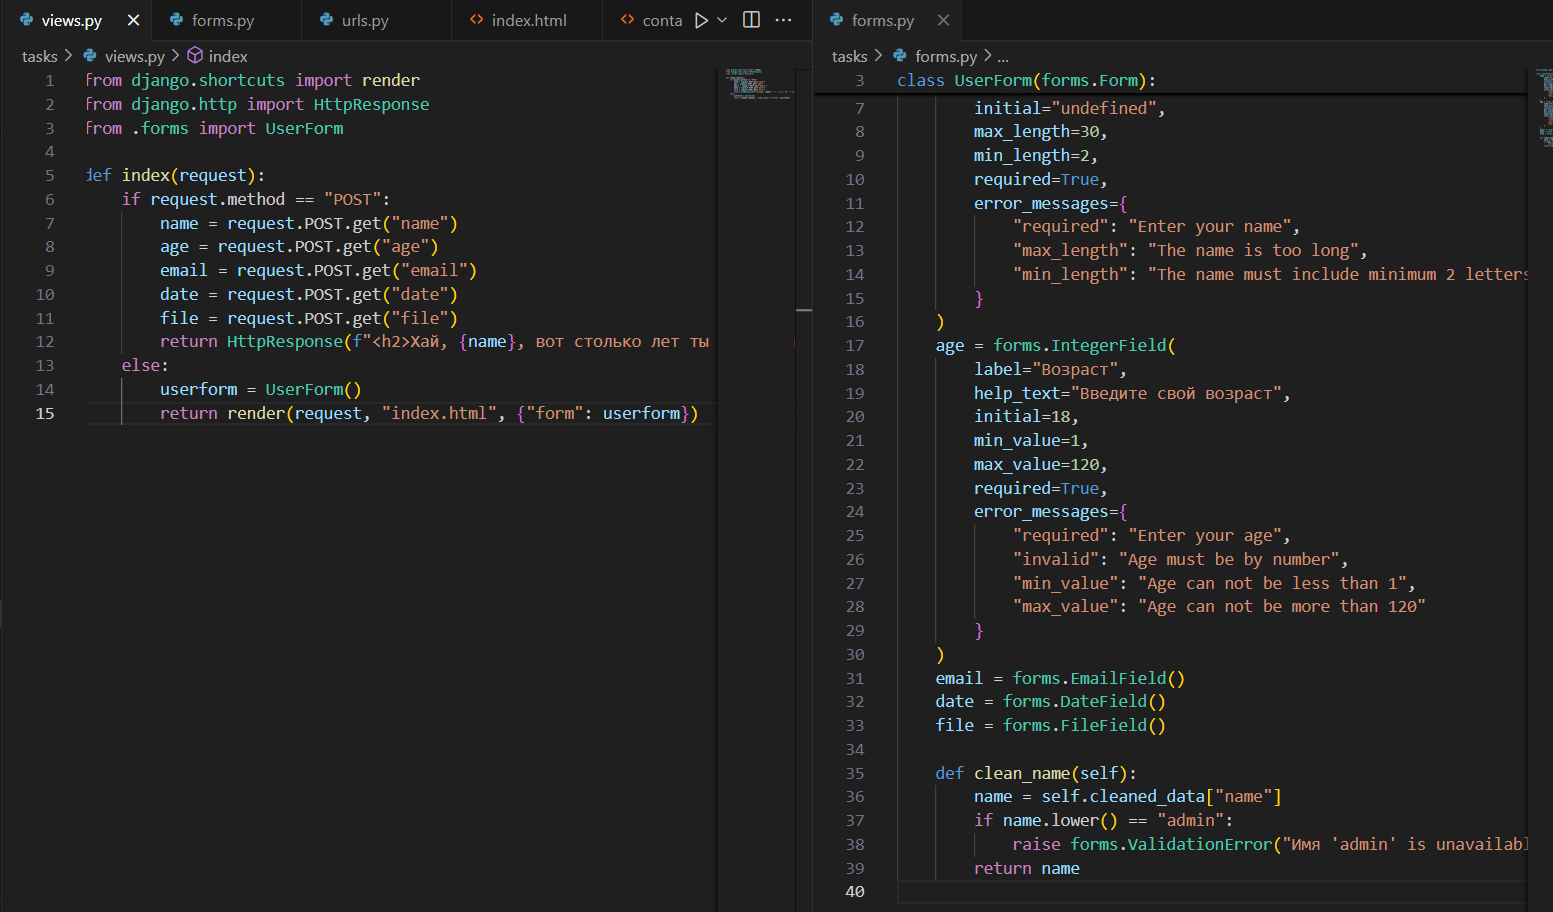 views.py forms.py urls.py index.html conta
tasks > views.py > index
1 from django.shortcuts import render
2 from django.http import HttpResponse
3 from .forms import UserForm
4
5 def index(request):
6 if request.method == "POST":
7 name = request.POST.get("name")
8 age = request.POST.get("age")
9 email = request.POST.get("email")
10 date = request.POST.get("date")
11 file = request.POST.get("file")
12 return HttpResponse(f"<h2>Хай, {name}, вот столько лет ты
13 else:
14 userform = UserForm()
15 return render(request, "index.html", {"form": userform})
forms.py
tasks > forms.py > ...
3 class UserForm(forms.Form):
7 initial="undefined",
8 max_length=30,
9 min_length=2,
10 required=True,
11 error_messages={
12 "required": "Enter your name",
13 "max_length": "The name is too long",
14 "min_length": "The name must include minimum 2 letters
15 }
16 )
17 age = forms.IntegerField(
18 label="Возраст",
19 help_text="Введите свой возраст",
20 initial=18,
21 min_value=1,
22 max_value=120,
23 required=True,
24 error_messages={
25 "required": "Enter your age",
26 "invalid": "Age must be by number",
27 "min_value": "Age can not be less than 1",
28 "max_value": "Age can not be more than 120"
29 }
30 )
31 email = forms.EmailField()
32 date = forms.DateField()
33 file = forms.FileField()
34
35 def clean_name(self):
36 name = self.cleaned_data["name"]
37 if name.lower() == "admin":
38 raise forms.ValidationError("Имя 'admin' is unavailabl
39 return name
40